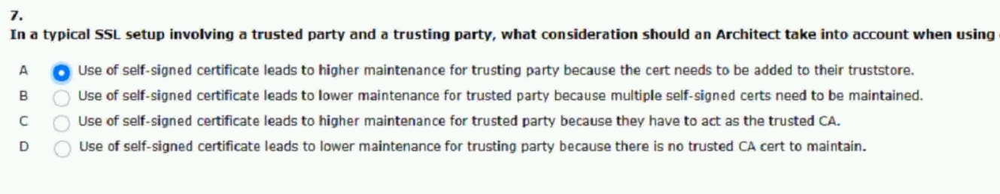 7.
In a typical SSL setup involving a trusted party and a trusting party, what consideration should an Architect take into account when using
A Use of self-signed certificate leads to higher maintenance for trusting party because the cert needs to be added to their truststore.
B Use of self-signed certificate leads to lower maintenance for trusted party because multiple self-signed certs need to be maintained.
C Use of self-signed certificate leads to higher maintenance for trusted party because they have to act as the trusted CA.
D Use of self-signed certificate leads to lower maintenance for trusting party because there is no trusted CA cert to maintain.